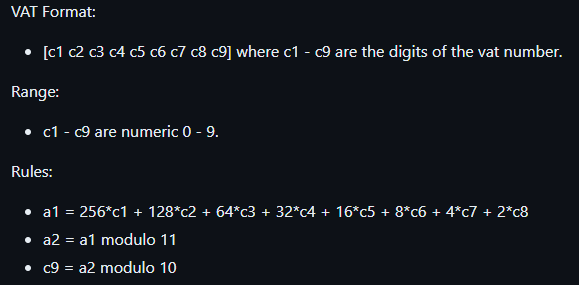 VAT Format:
• [c1 c2 c3 c4 c5 c6 c7 c8 c9] where c1 - c9 are the digits of the vat number.
Range:
• c1 - c9 are numeric 0 - 9.
Rules:
• a1 = 256*c1 + 128*c2 + 64*c3 + 32*c4 + 16*c5 + 8*c6 + 4*c7 + 2*c8
• a2 = a1 modulo 11
• c9 = a2 modulo 10